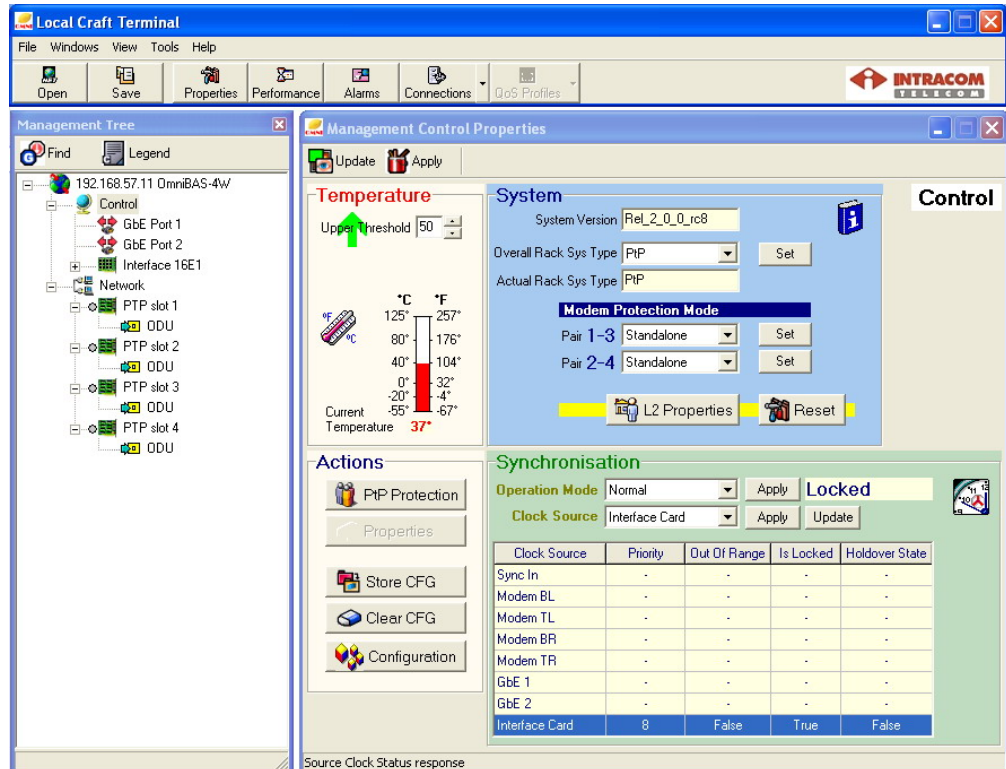 Local Craft Terminal
File Windows View Tools Help
Open Save Properties Performance Alarms Connections QoS Profiles
INTRACOM
TELECOM
Management Tree
Find Legend
192.168.57.11 OmniBAS-4W
Control
GbE Port 1
GbE Port 2
Interface 16E1
Network
PTP slot 1
ODU
PTP slot 2
ODU
PTP slot 3
ODU
PTP slot 4
ODU
Management Control Properties
Update Apply
Control
Temperature
Upper Threshold 50
°C °F
°F
°C
125° 257°
80° 176°
40° 104°
0° 32°
-20° -4°
-55° -67°
Current
Temperature 37°
System
System Version Rel_2_0_0_rc8
Overall Rack Sys Type PtP Set
Actual Rack Sys Type PtP
Modem Protection Mode
Pair 1-3 Standalone Set
Pair 2-4 Standalone Set
L2 Properties Reset
Actions
PtP Protection
Properties
Store CFG
Clear CFG
Configuration
Synchronisation
Operation Mode Normal Apply Locked
Clock Source Interface Card Apply Update
Clock Source Priority Out Of Range Is Locked Holdover State
Sync In - - - -
Modem BL - - - -
Modem TL - - - -
Modem BR - - - -
Modem TR - - - -
GbE 1 - - - -
GbE 2 - - - -
Interface Card 8 False True False
Source Clock Status response